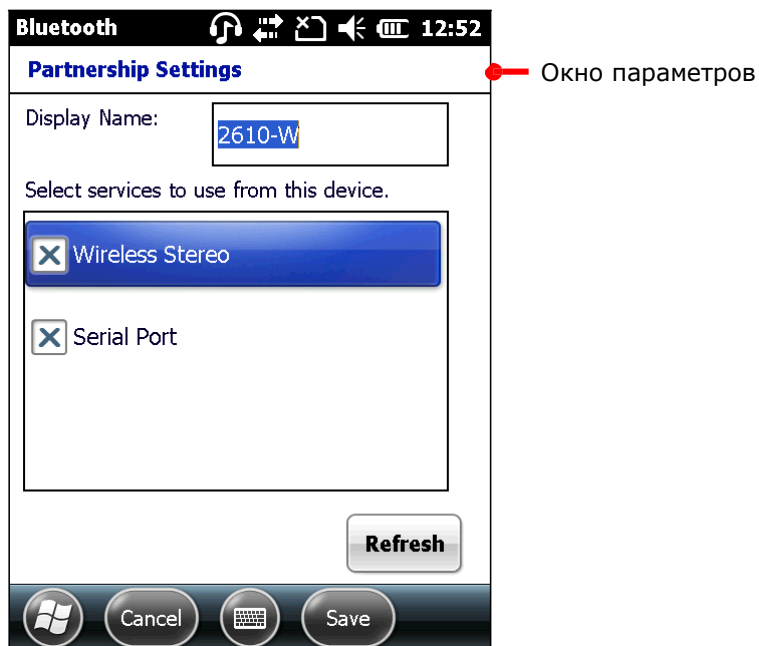 Bluetooth 12:52
Partnership Settings
Окно параметров
Display Name:
2610-W
Select services to use from this device.
Wireless Stereo
Serial Port
Refresh
Cancel Save